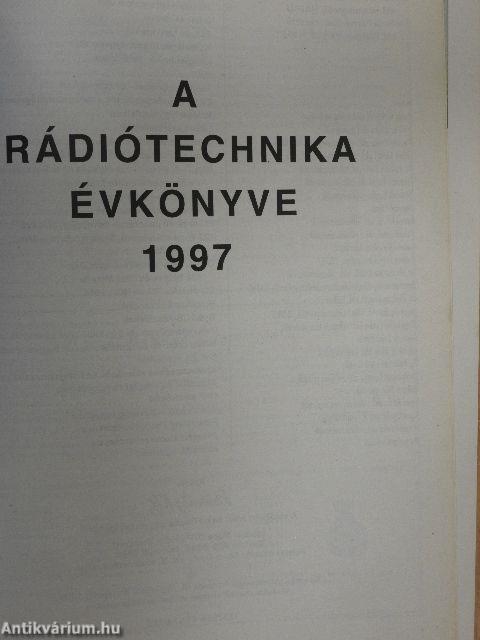 A
RÁDIÓTECHNIKA
ÉVKÖNYVE
1997
Antikvárium.hu